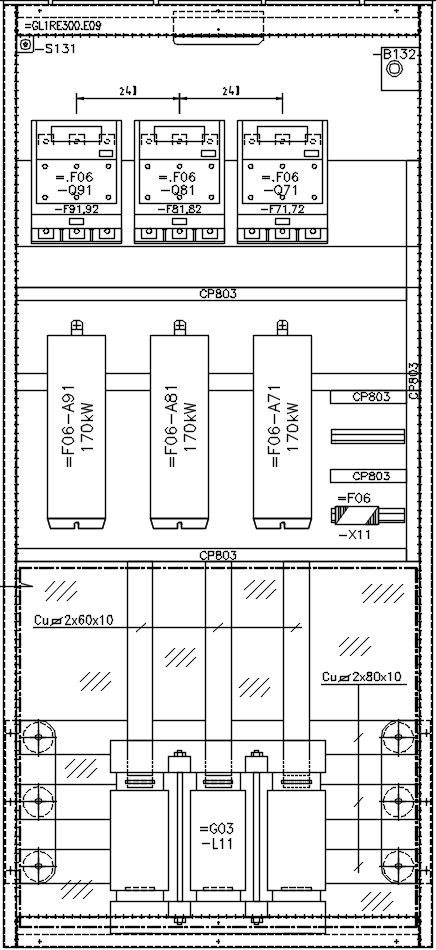 =GL1RE300.E09
-S131
-B132
=.F06
-Q91
-F91,92
=.F06
-Q81
-F81,82
=.F06
-Q71
-F71,72
CP803
CP803
=F06-A91
170kW
=F06-A81
170kW
=F06-A71
170kW
CP803
CP803
=F06
-X11
CP803
Cu 2x60x10
Cu 2x80x10
=G03
-L11